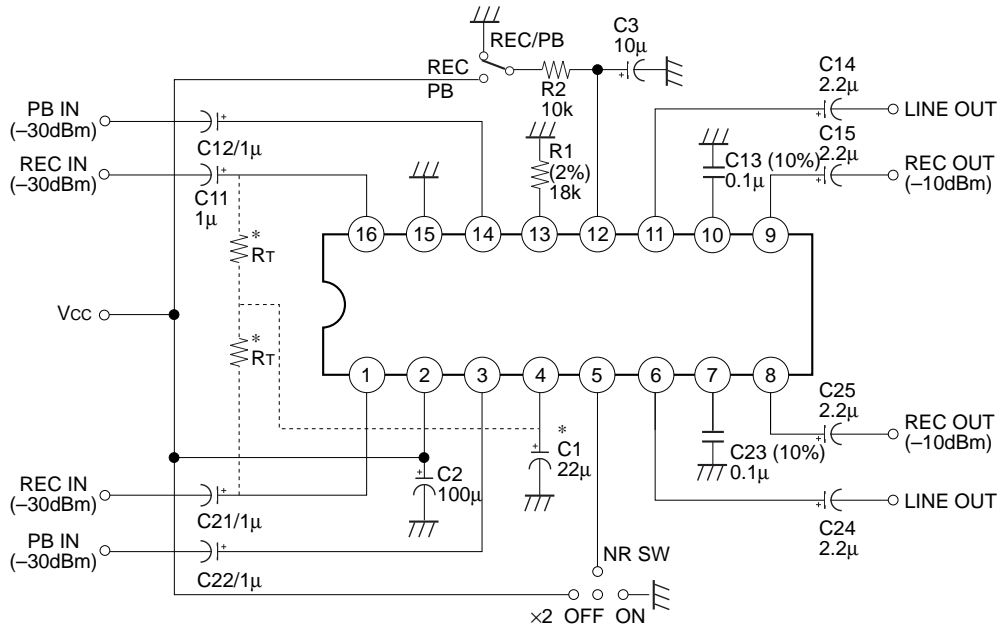 REC/PB
C3
10μ
REC
PB
R2
10k
C14
2.2μ
LINE OUT
PB IN
(–30dBm)
C12/1μ
R1
(2%)
18k
C13 (10%)
0.1μ
C15
2.2μ
REC OUT
(–10dBm)
REC IN
(–30dBm)
C11
1μ
16 15 14 13 12 11 10 9
*
RT
VCC
*
RT
1 2 3 4 5 6 7 8
C25
2.2μ
REC OUT
(–10dBm)
*
C1
22μ
C23 (10%)
0.1μ
C2
100μ
REC IN
(–30dBm)
C21/1μ
LINE OUT
C24
2.2μ
PB IN
(–30dBm)
C22/1μ
NR SW
×2 OFF ON